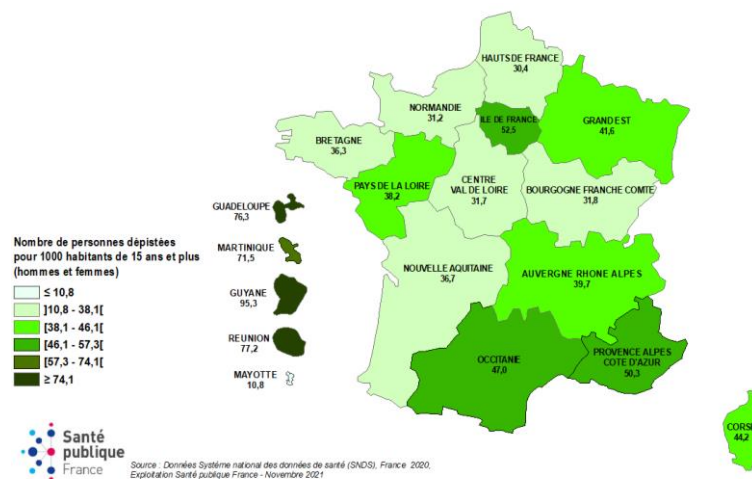 HAUTS DE FRANCE
30,4
NORMANDIE
31,2
ILE DE FRANCE
52,5
GRAND EST
41,6
BRETAGNE
36,3
PAYS DE LA LOIRE
38,2
CENTRE
VAL DE LOIRE
31,7
BOURGOGNE FRANCHE COMTE
31,8
GUADELOUPE
76,3
MARTINIQUE
71,5
GUYANE
95,3
REUNION
77,2
MAYOTTE
10,8
NOUVELLE AQUITAINE
36,7
AUVERGNE RHONE ALPES
39,7
OCCITANIE
47,0
PROVENCE ALPES
COTE D'AZUR
50,3
CORSE
44,2
Nombre de personnes dépistées
pour 1000 habitants de 15 ans et plus
(hommes et femmes)
≤ 10,8
]10,8 - 38,1[
[38,1 - 46,1[
[46,1 - 57,3[
[57,3 - 74,1[
≥ 74,1
Santé
publique
France
Source : Données Système national des données de santé (SNDS), France 2020,
Exploitation Santé publique France - Novembre 2021